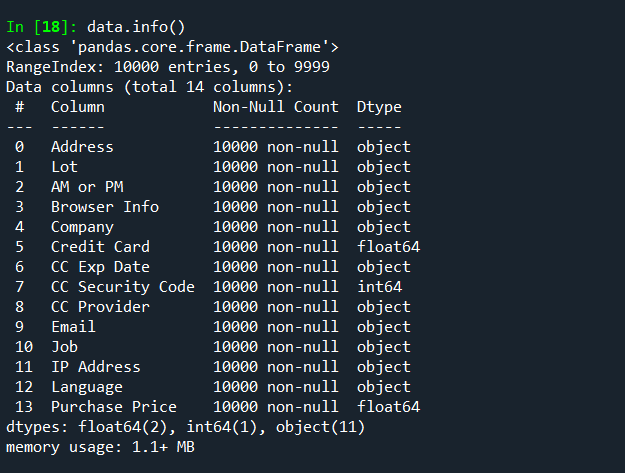 In [18]: data.info()
<class 'pandas.core.frame.DataFrame'>
RangeIndex: 10000 entries, 0 to 9999
Data columns (total 14 columns):
 #   Column            Non-Null Count  Dtype
---  ------            --------------  -----
 0   Address           10000 non-null  object
 1   Lot               10000 non-null  object
 2   AM or PM          10000 non-null  object
 3   Browser Info      10000 non-null  object
 4   Company           10000 non-null  object
 5   Credit Card       10000 non-null  float64
 6   CC Exp Date       10000 non-null  object
 7   CC Security Code  10000 non-null  int64
 8   CC Provider       10000 non-null  object
 9   Email             10000 non-null  object
 10  Job               10000 non-null  object
 11  IP Address        10000 non-null  object
 12  Language          10000 non-null  object
 13  Purchase Price    10000 non-null  float64
dtypes: float64(2), int64(1), object(11)
memory usage: 1.1+ MB